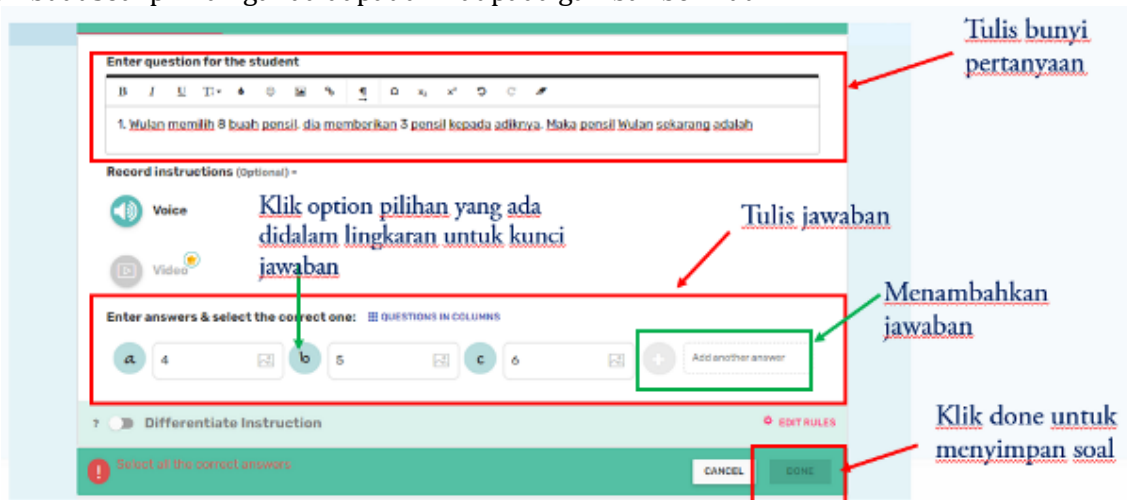 Tulis bunyi
pertanyaan
Enter question for the student
B I U
1. Wulan memilih 8 buah pensil. dia memberikan 3 pensil kepada adiknya. Maka pensil Wulan sekarang adalah
Record instructions (Optional)
Voice
Klik option pilihan yang ada
didalam lingkaran untuk kunci
jawaban
Video
Tulis jawaban
Menambahkan
jawaban
Enter answers & select the correct one: QUESTIONS IN COLUMNS
a 4 b 5 c 6 + Add another answer
? Differentiate Instruction EDIT RULES
Klik done untuk
menyimpan soal
Select all the correct answers CANCEL DONE